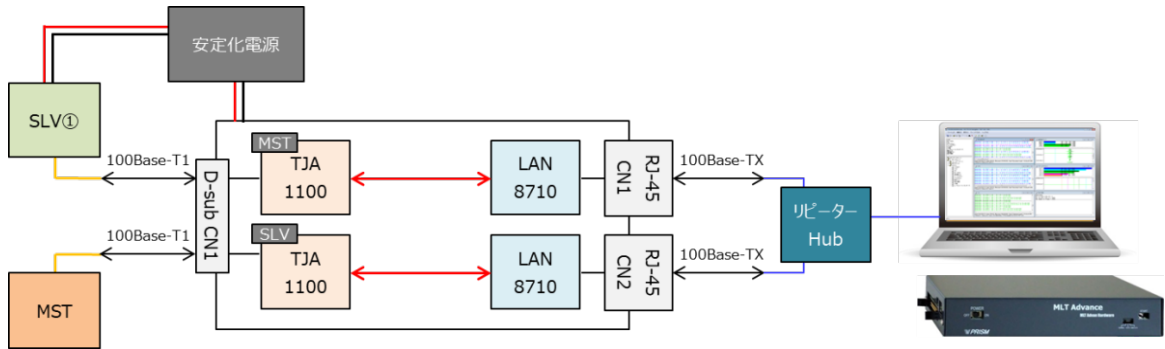 安定化電源
SLV①
100Base-T1
MST
TJA
1100
LAN
8710
RJ-45
CN1
100Base-TX
D-sub CN1
リピーター
Hub
100Base-T1
SLV
TJA
1100
LAN
8710
RJ-45
CN2
100Base-TX
MST
POWER
MLT Advance
PRISM